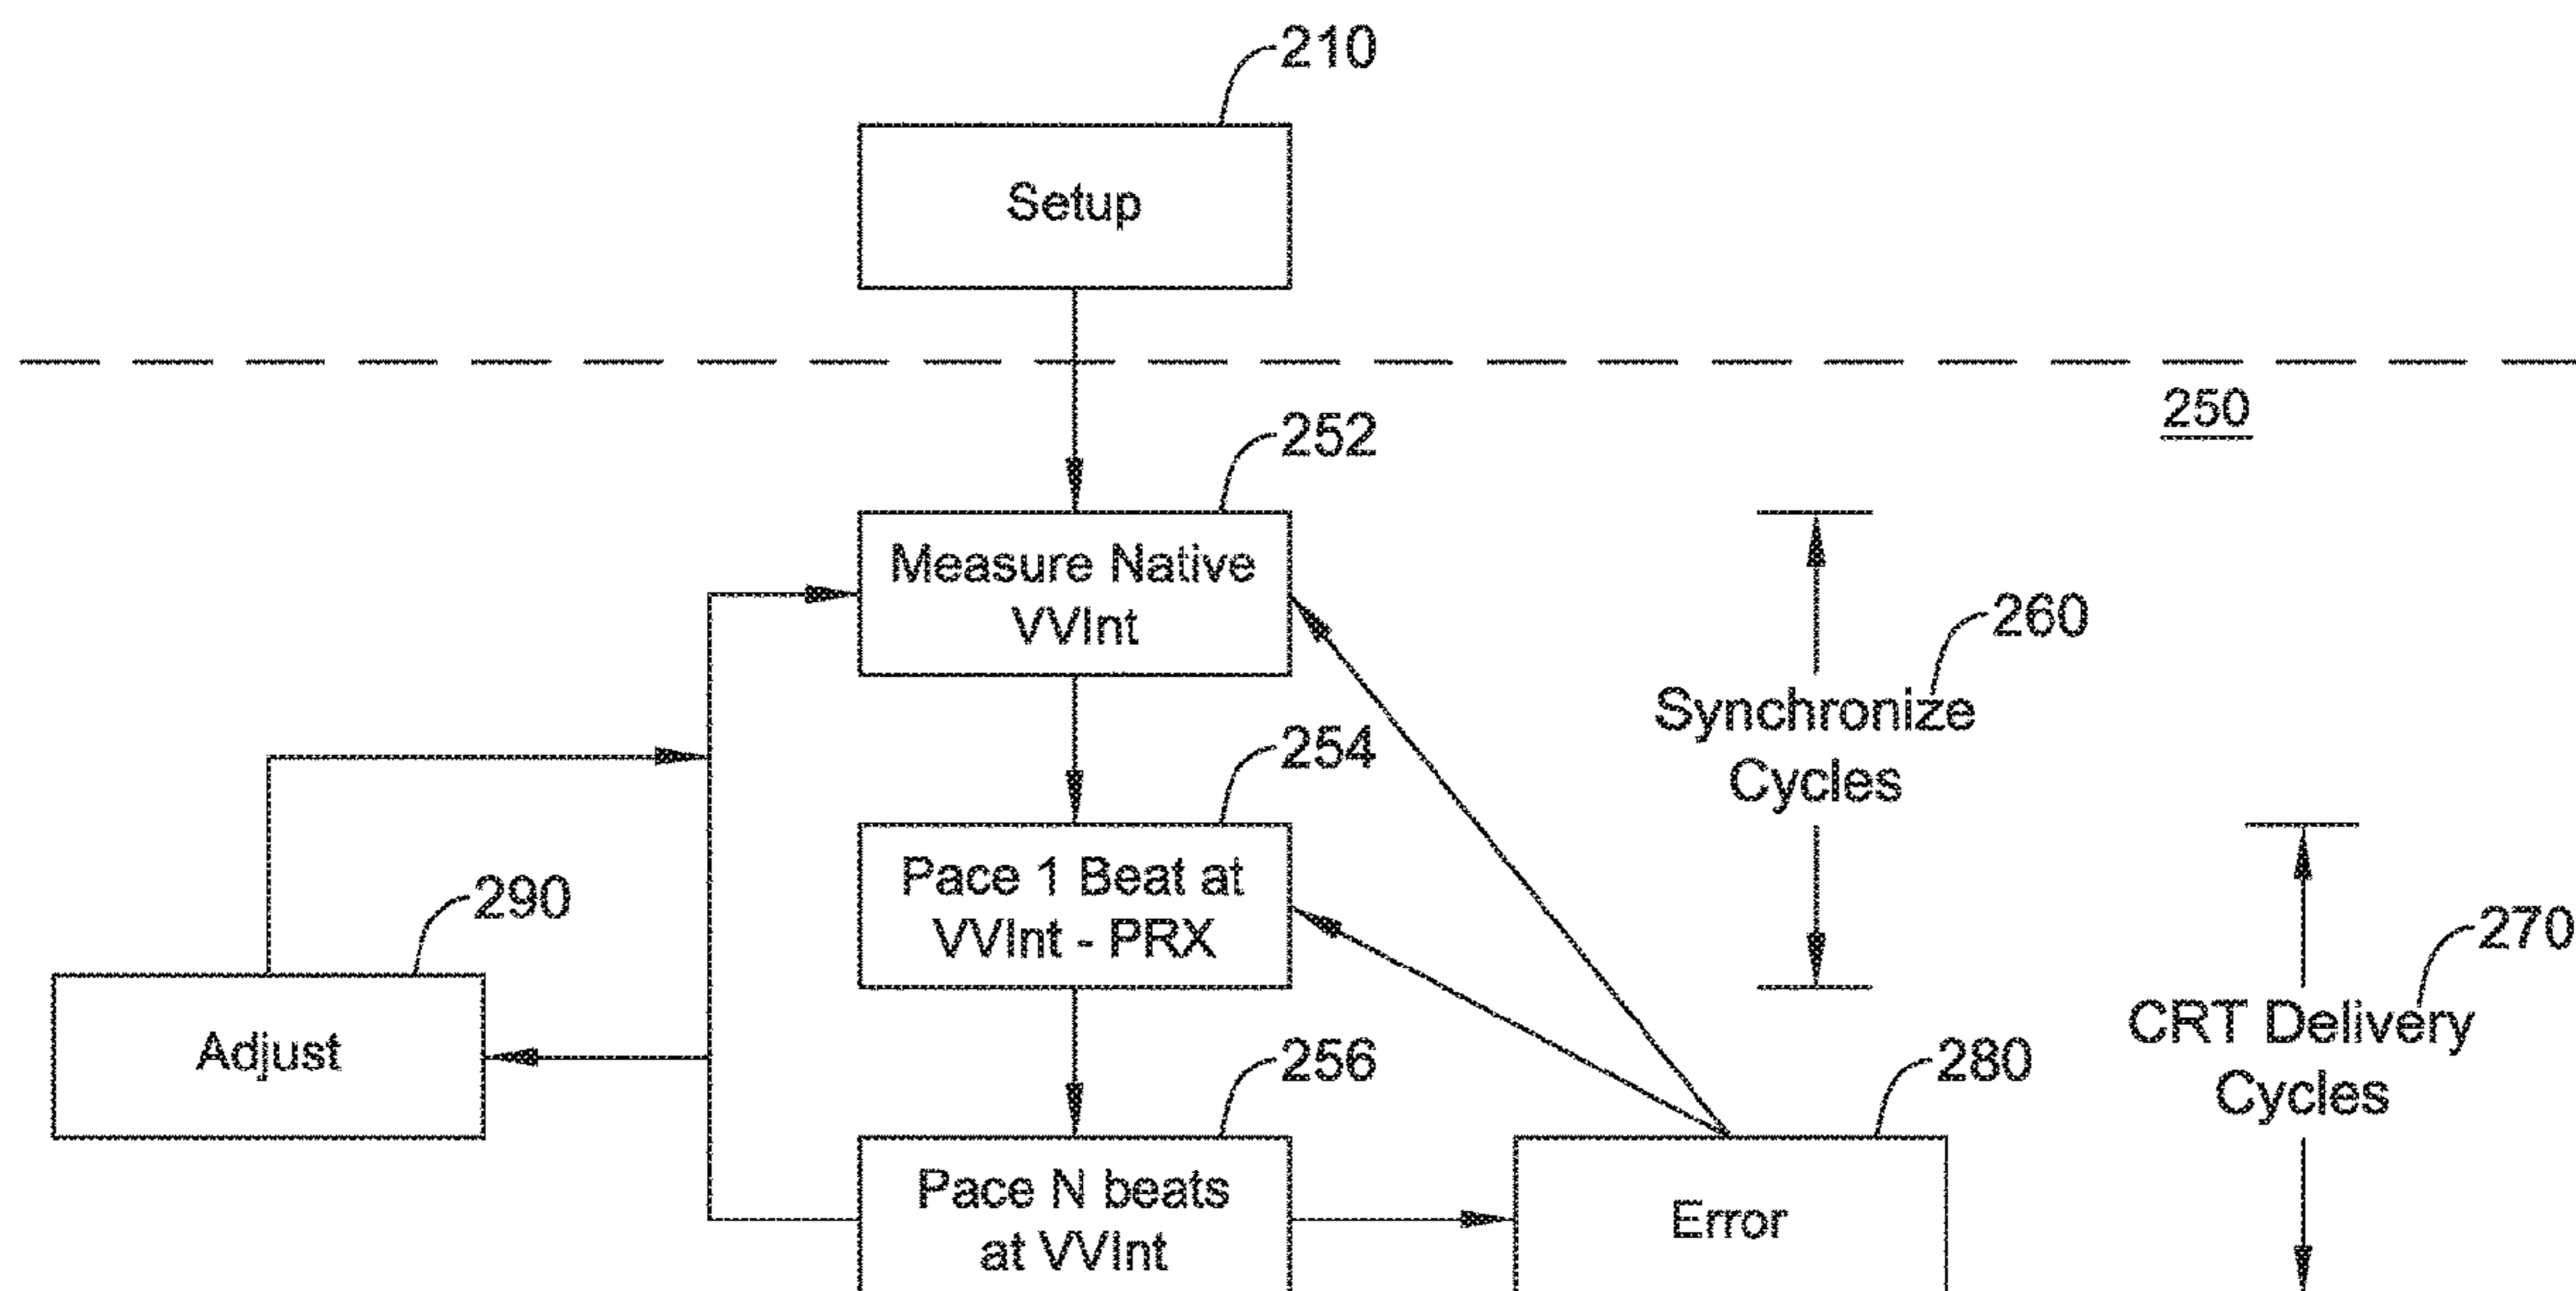 210
Setup
250
252
Measure Native
VVInt
260
Synchronize
Cycles
254
Pace 1 Beat at
VVInt - PRX
290
Adjust
270
CRT Delivery
Cycles
256
Pace N beats
at VVInt
280
Error